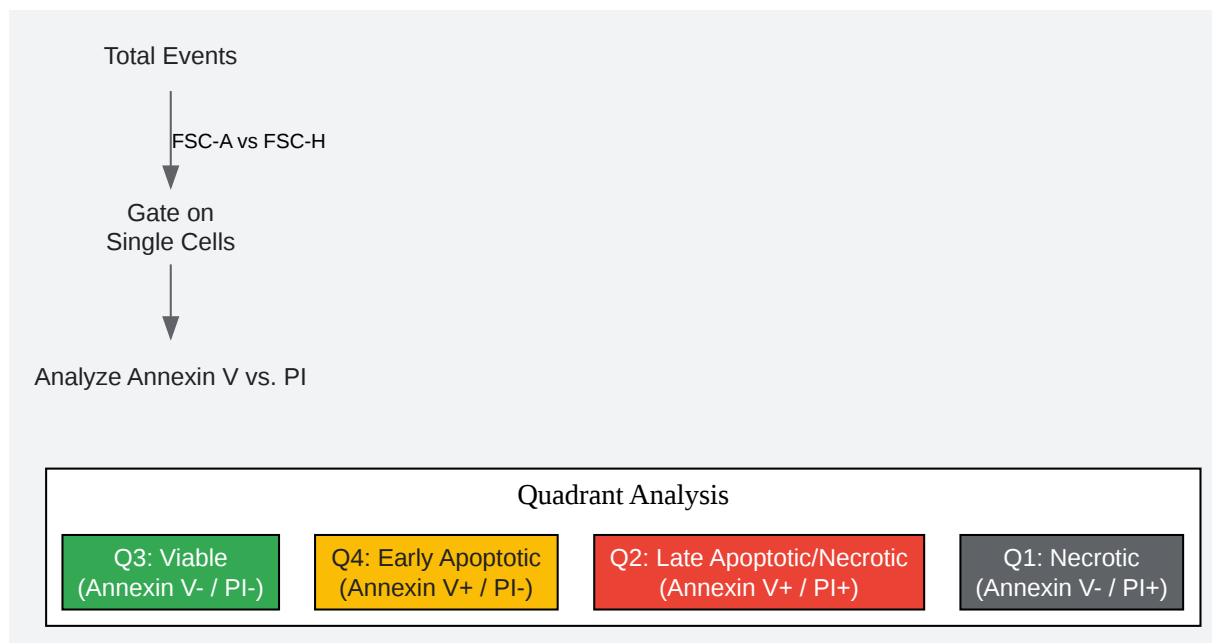 Total Events
FSC-A vs FSC-H
Gate on
Single Cells
Analyze Annexin V vs. PI
Quadrant Analysis
Q3: Viable
(Annexin V- / PI-)
Q4: Early Apoptotic
(Annexin V+ / PI-)
Q2: Late Apoptotic/Necrotic
(Annexin V+ / PI+)
Q1: Necrotic
(Annexin V- / PI+)